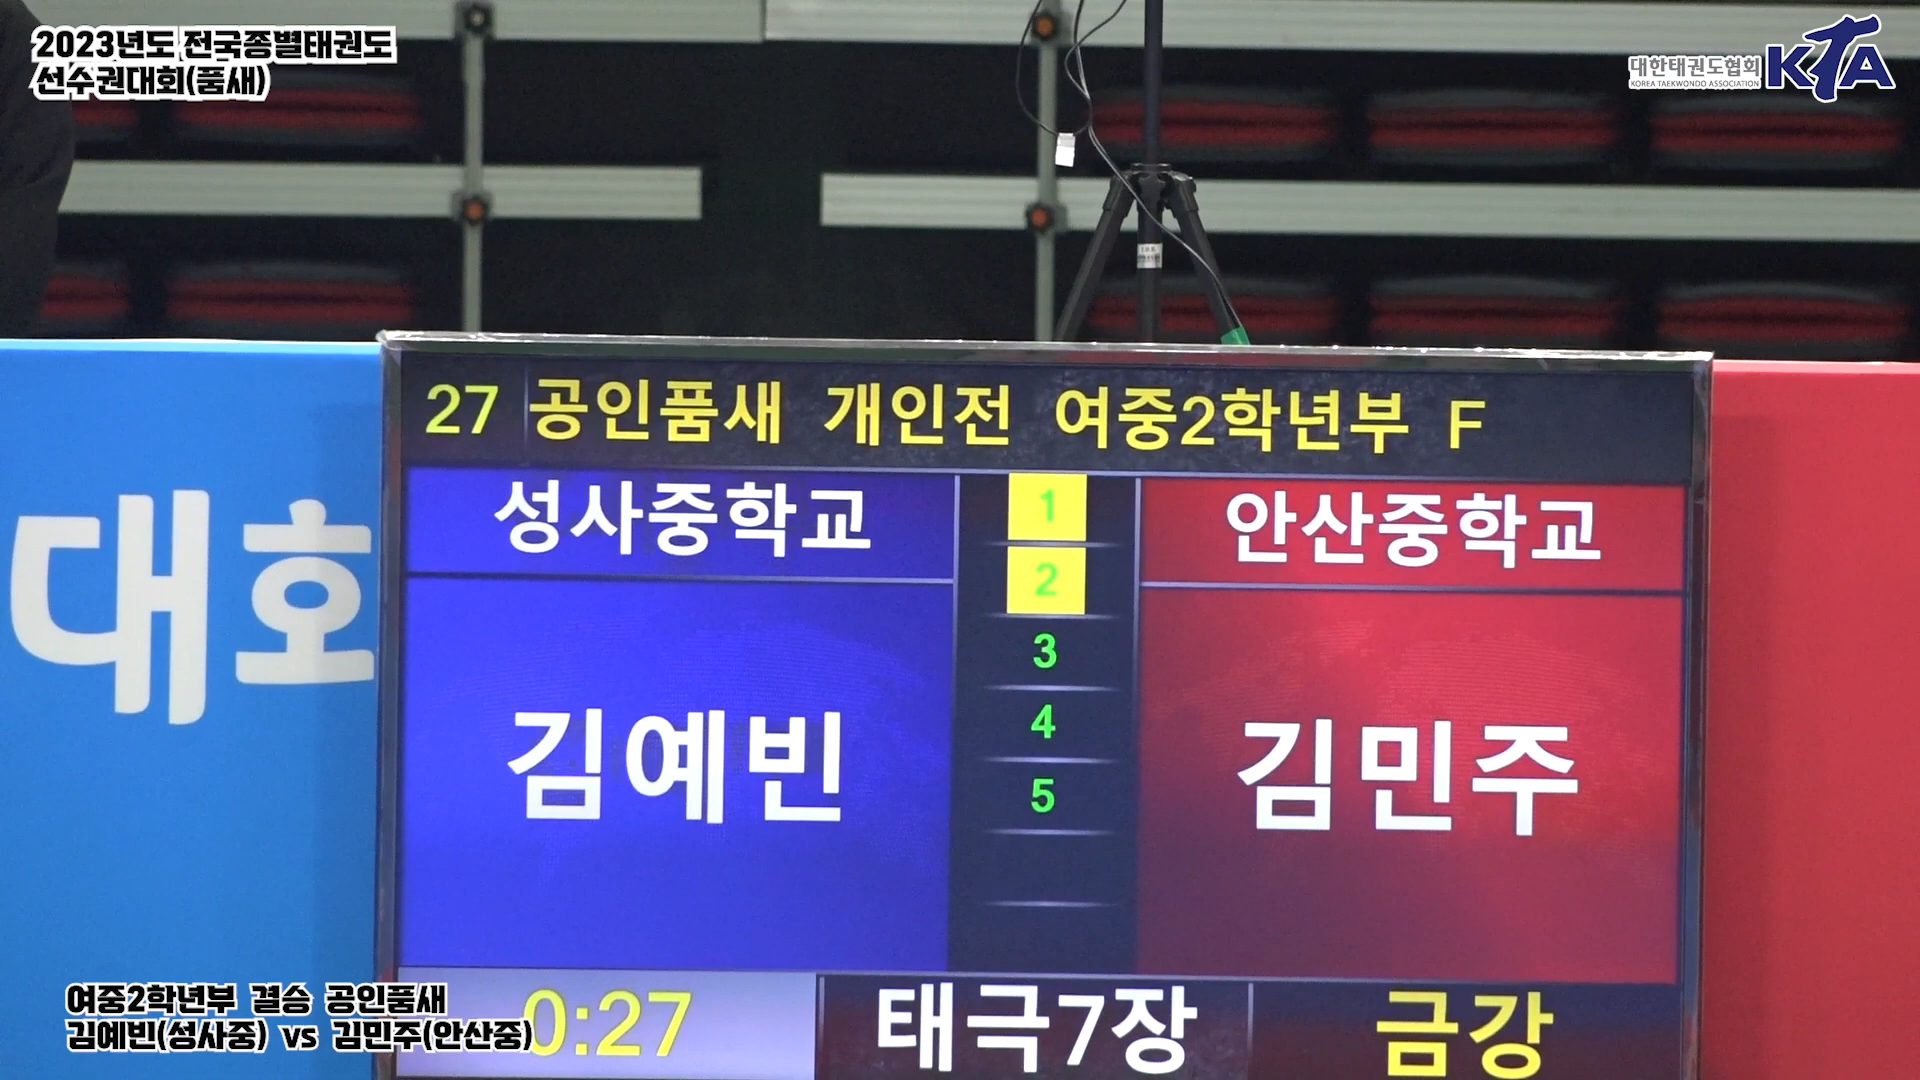 2023년도 전국종별태권도
선수권대회(품새)
대한태권도협회
KOREA TAEKWONDO ASSOCIATION
KTA
27 공인품새 개인전 여중2학년부 F
성사중학교
안산중학교
1
2
3
4
5
김예빈
김민주
대회
0:27
태극7장
금강
여중2학년부 결승 공인품새
김예빈(성사중) vs 김민주(안산중)